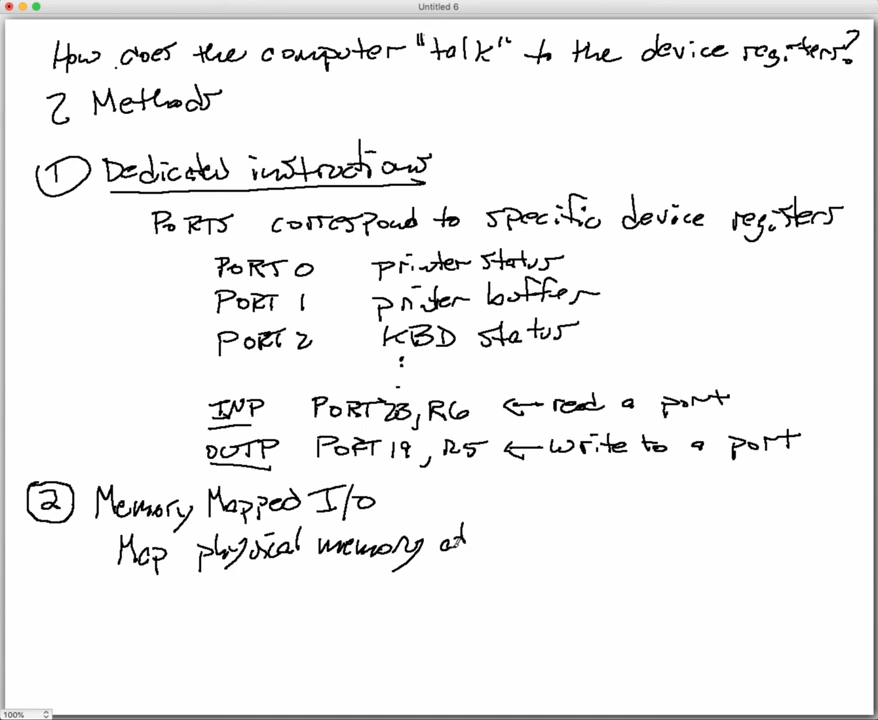 Untitled 6
How does the computer "talk" to the device registers?
2 Methods
1 Dedicated instructions
PORTS correspond to specific device registers
PORT 0 printer status
PORT 1 printer buffer
PORT 2 KBD status
:
INP PORT 23, R6 ← read a port
OUTP PORT 19, R5 ← write to a port
2 Memory Mapped I/O
Map physical memory ad
100%